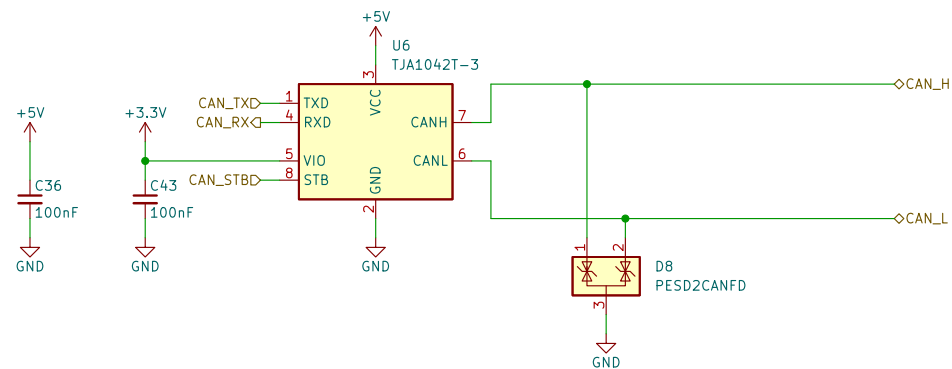 +5V
U6
TJA1042T-3
3
VCC
CAN_TX
1
TXD
CAN_RX
4
RXD
CANH
7
CAN_H
+5V
+3.3V
5
VIO
CANL
6
CAN_STB
8
STB
GND
2
C36
100nF
C43
100nF
CAN_L
GND
GND
GND
1
2
D8
PESD2CANFD
3
GND